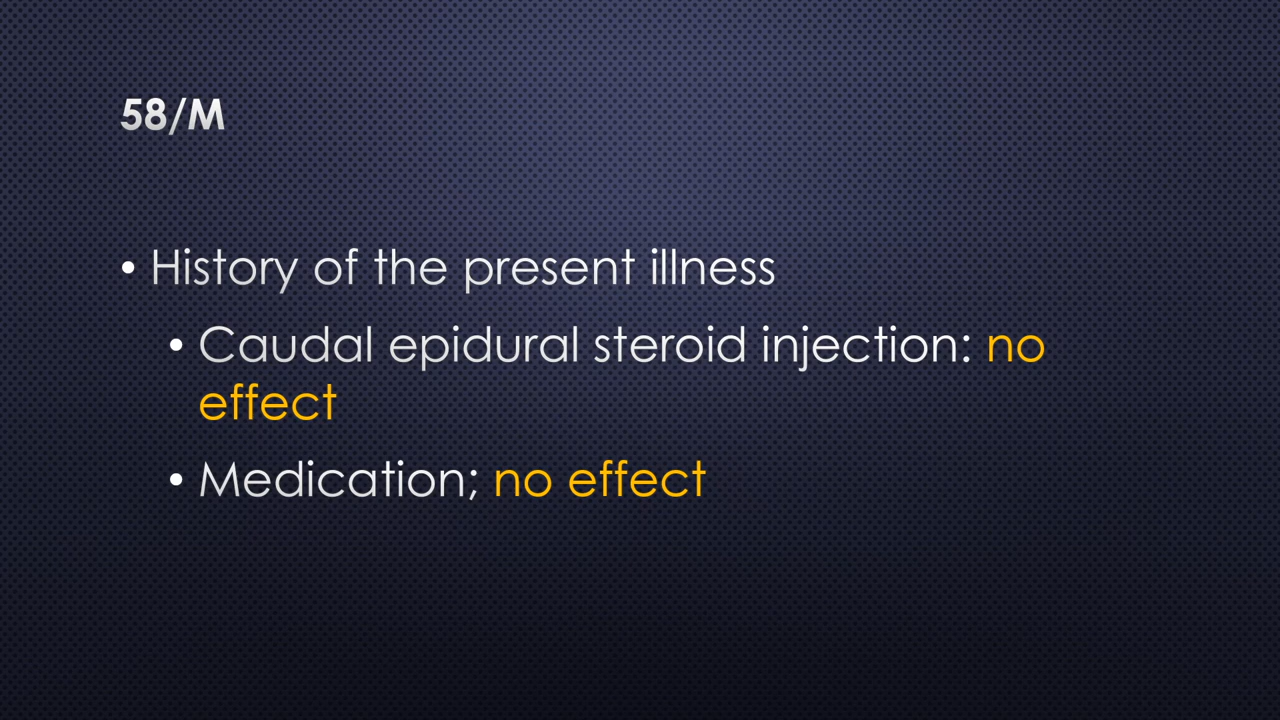 58/M
• History of the present illness
• Caudal epidural steroid injection: no
effect
• Medication; no effect